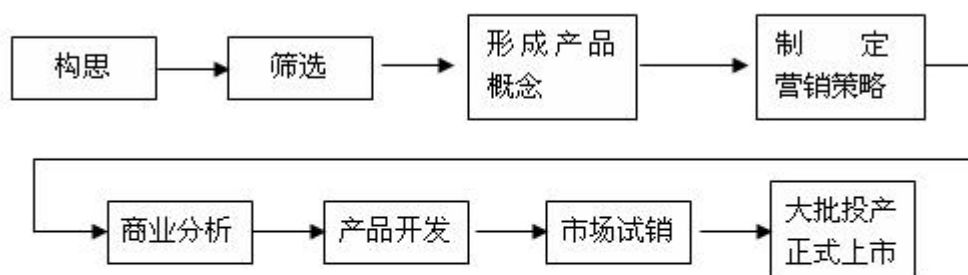 构思
筛选
形成产品
概念
制 定
营销策略
商业分析
产品开发
市场试销
大批投产
正式上市